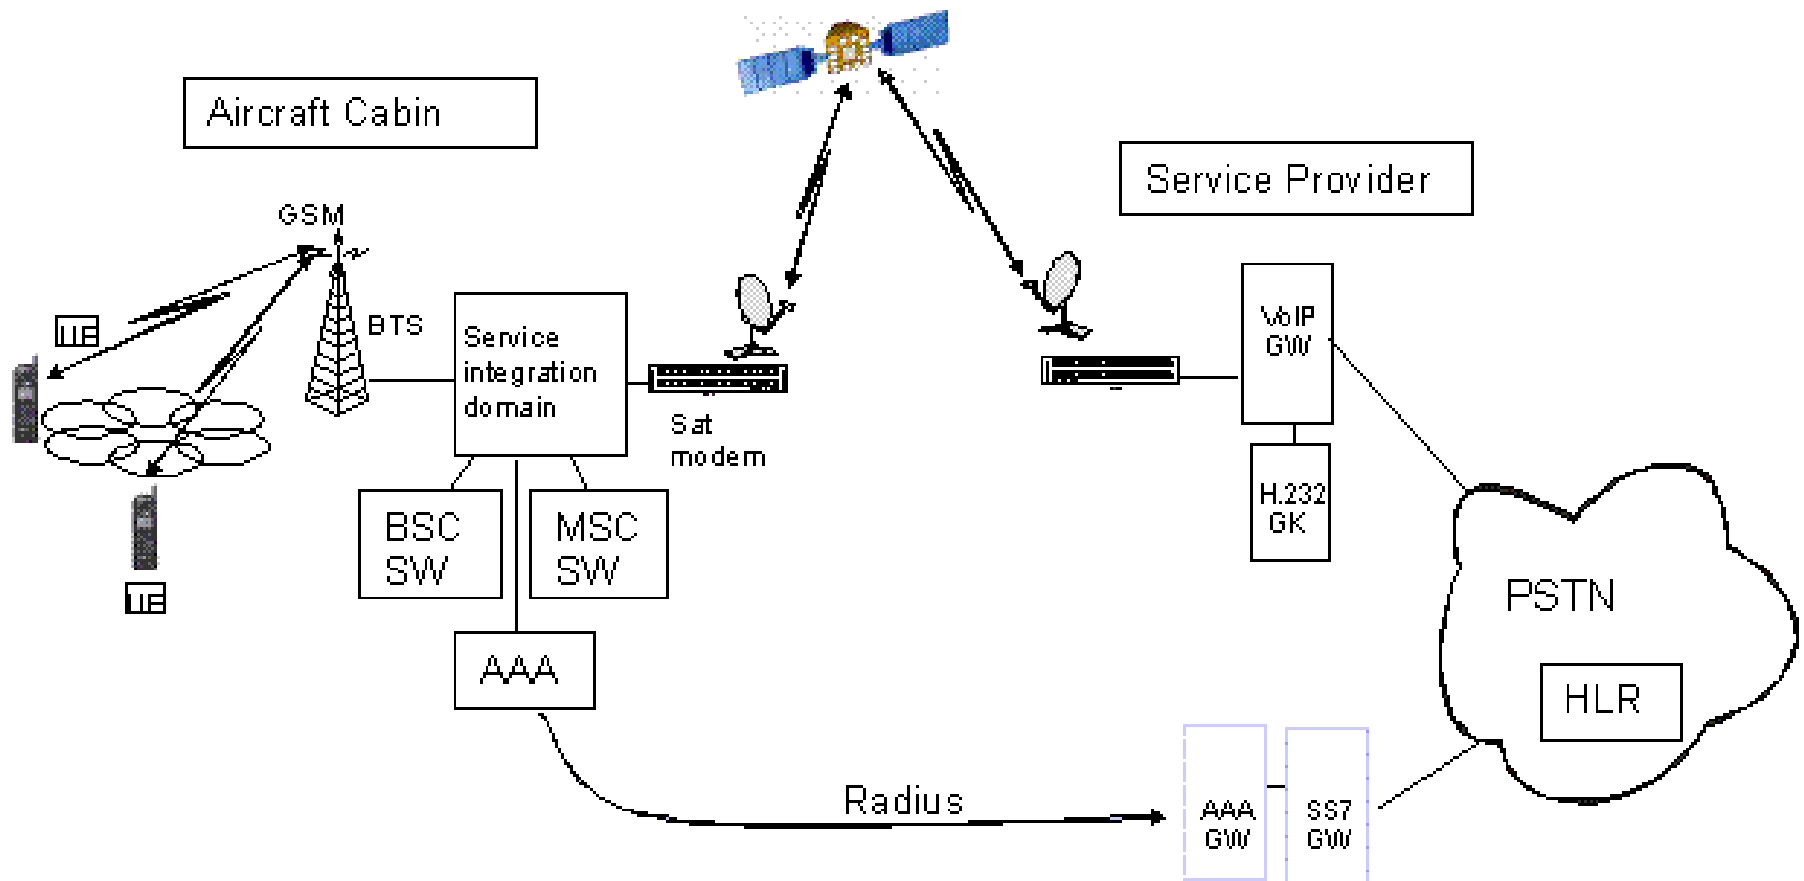 Aircraft Cabin
Service Provider
GSM
UE
BTS
Service
integration
domain
Sat
modem
VoIP
GW
H.232
GK
BSC
SW
MSC
SW
UE
AAA
PSTN
HLR
Radius
AAA
GW
SS7
GW